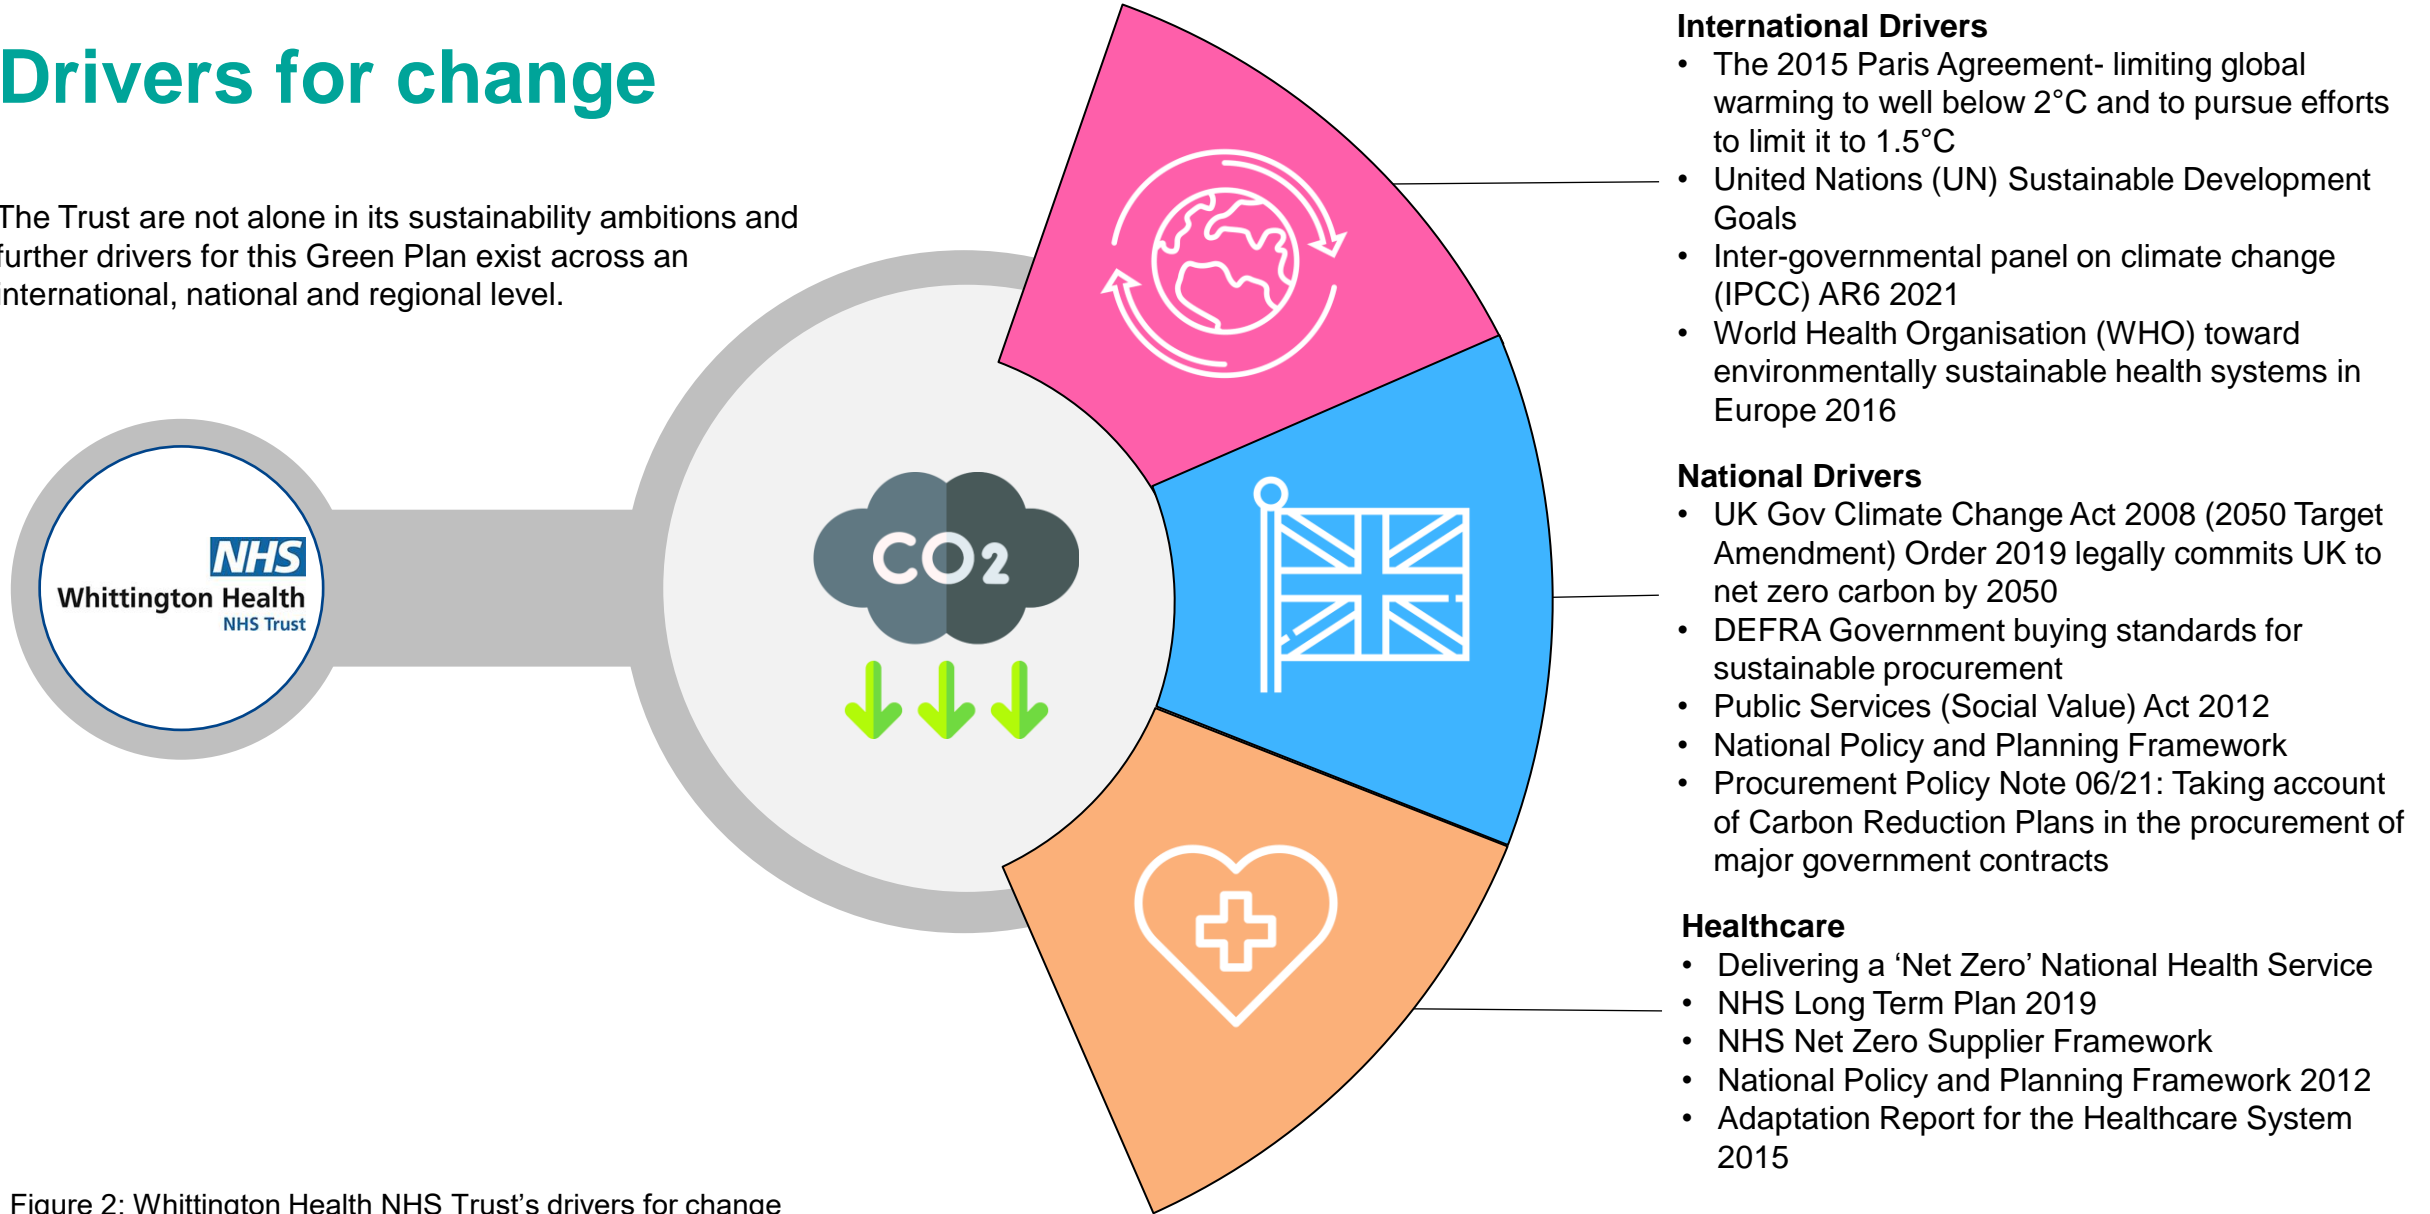 Drivers for change
The Trust are not alone in its sustainability ambitions and
further drivers for this Green Plan exist across an
international, national and regional level.
NHS
Whittington Health
NHS Trust
CO2
International Drivers
• The 2015 Paris Agreement- limiting global
warming to well below 2°C and to pursue efforts
to limit it to 1.5°C
• United Nations (UN) Sustainable Development
Goals
• Inter-governmental panel on climate change
(IPCC) AR6 2021
• World Health Organisation (WHO) toward
environmentally sustainable health systems in
Europe 2016
National Drivers
• UK Gov Climate Change Act 2008 (2050 Target
Amendment) Order 2019 legally commits UK to
net zero carbon by 2050
• DEFRA Government buying standards for
sustainable procurement
• Public Services (Social Value) Act 2012
• National Policy and Planning Framework
• Procurement Policy Note 06/21: Taking account
of Carbon Reduction Plans in the procurement of
major government contracts
Healthcare
• Delivering a ‘Net Zero’ National Health Service
• NHS Long Term Plan 2019
• NHS Net Zero Supplier Framework
• National Policy and Planning Framework 2012
• Adaptation Report for the Healthcare System
2015
Figure 2: Whittington Health NHS Trust’s drivers for change